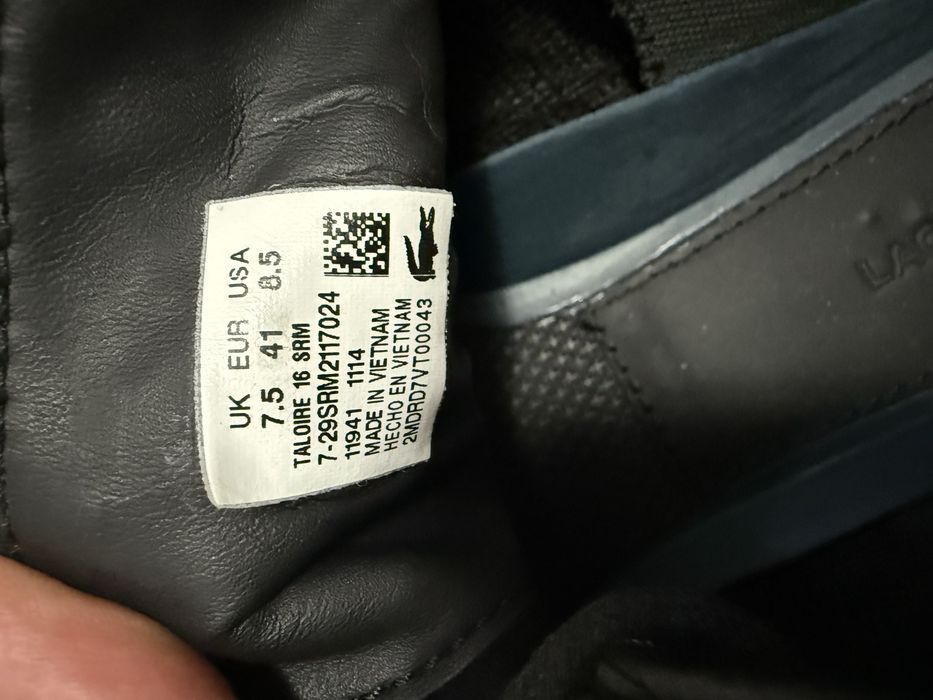 UK EUR USA
7.5 41 8.5
TALOIRE 16 SRM
7-29SRM2117024
11941 1114
MADE IN VIETNAM
HECHO EN VIETNAM
2MDRD7VT00043